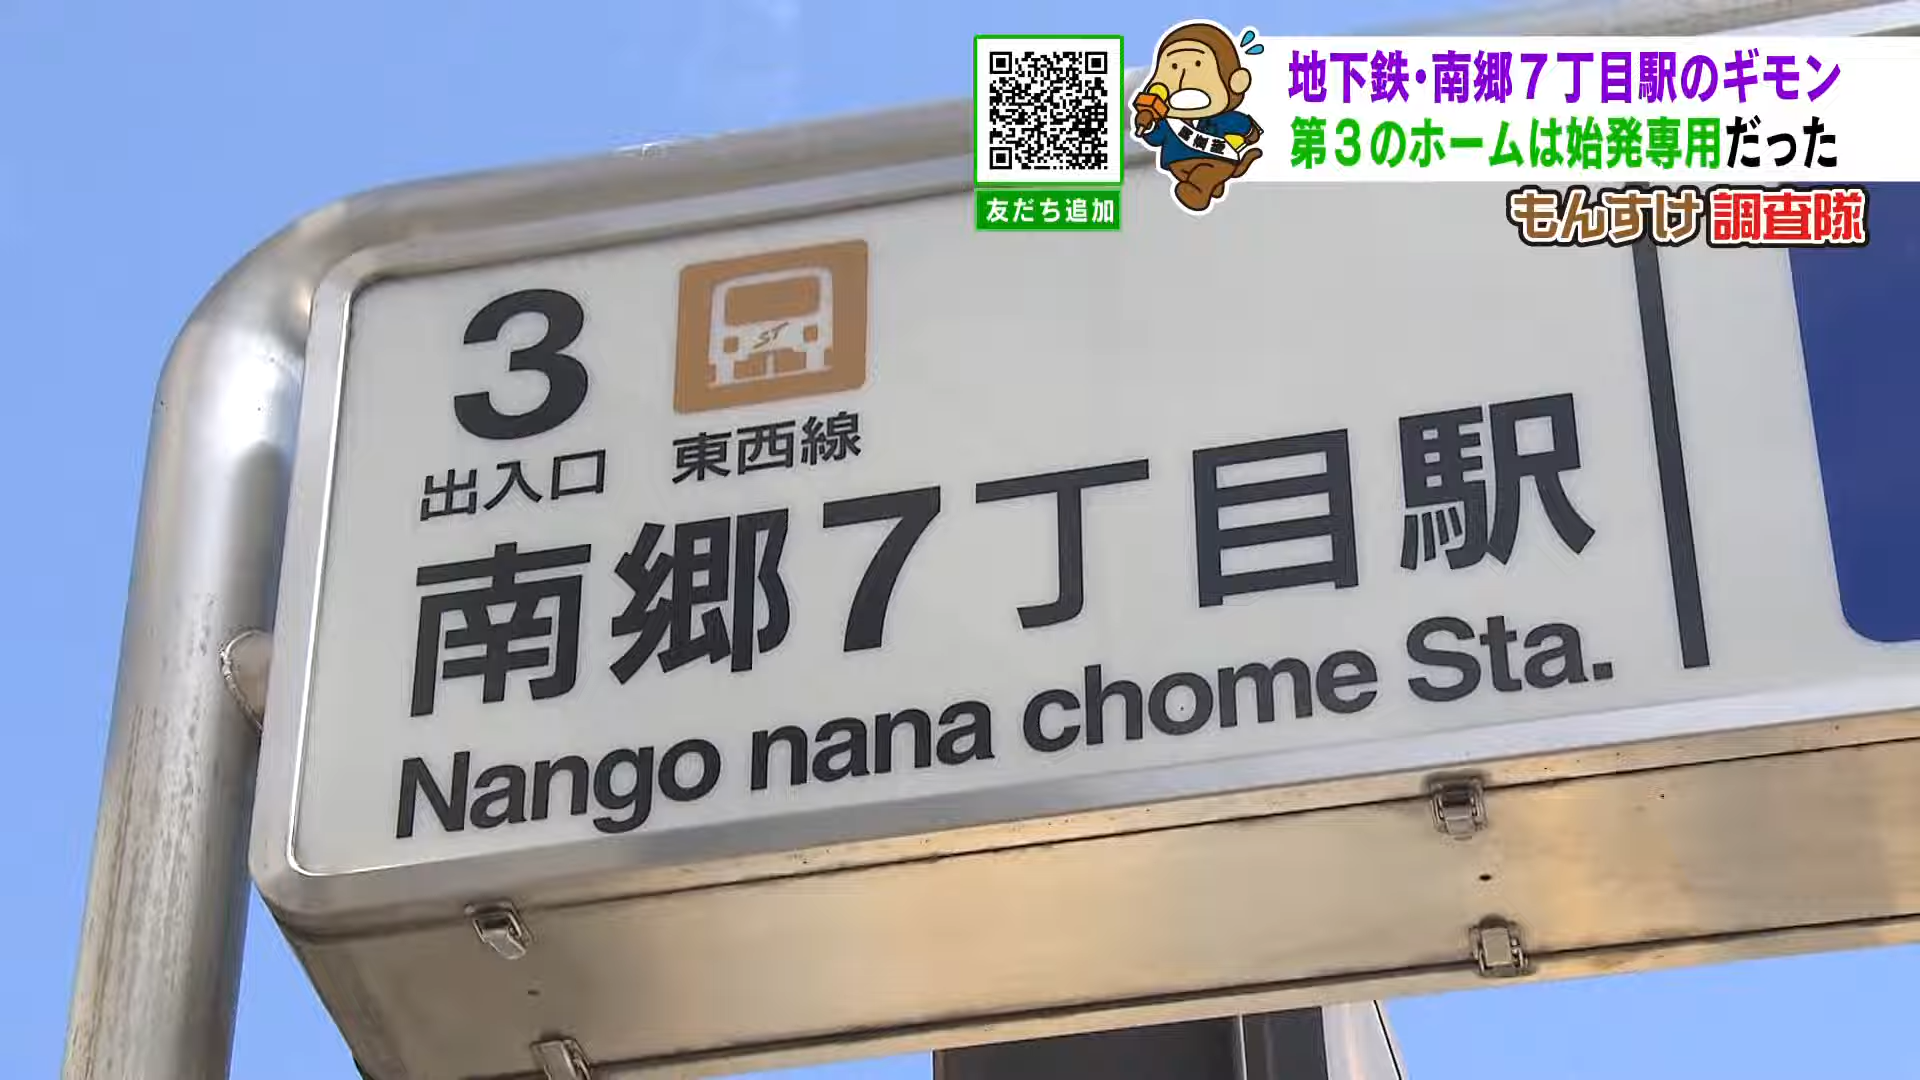 地下鉄・南郷7丁目駅のギモン
第3のホームは始発専用だった
友だち追加
調査隊
もんすけ調査隊
3
ST
出入口
東西線
南郷7丁目駅
Nango nana chome Sta.